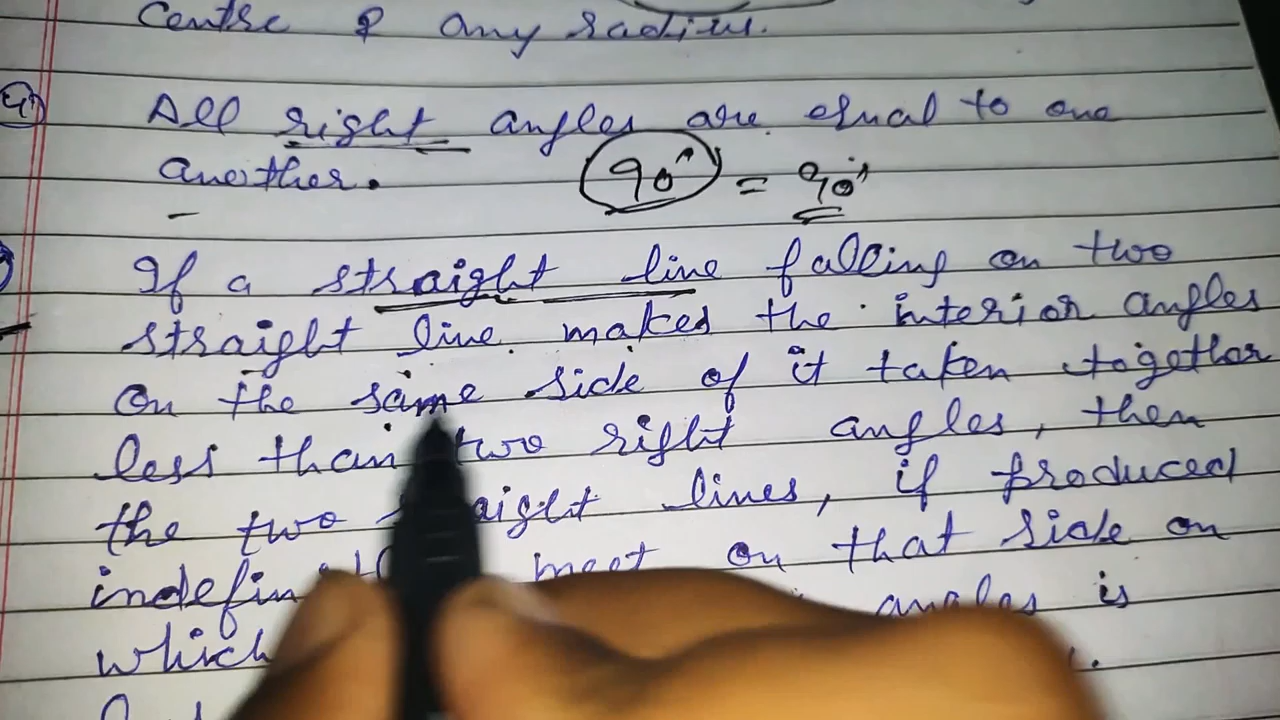 Centre & any radius.
4) All right angles are equal to one
another. 90° = 90°
If a straight line falling on two
straight line makes the interior angles
on the same side of it taken together
less than two right angles, then
the two lines, if produced
meet on that side on
angles is
which